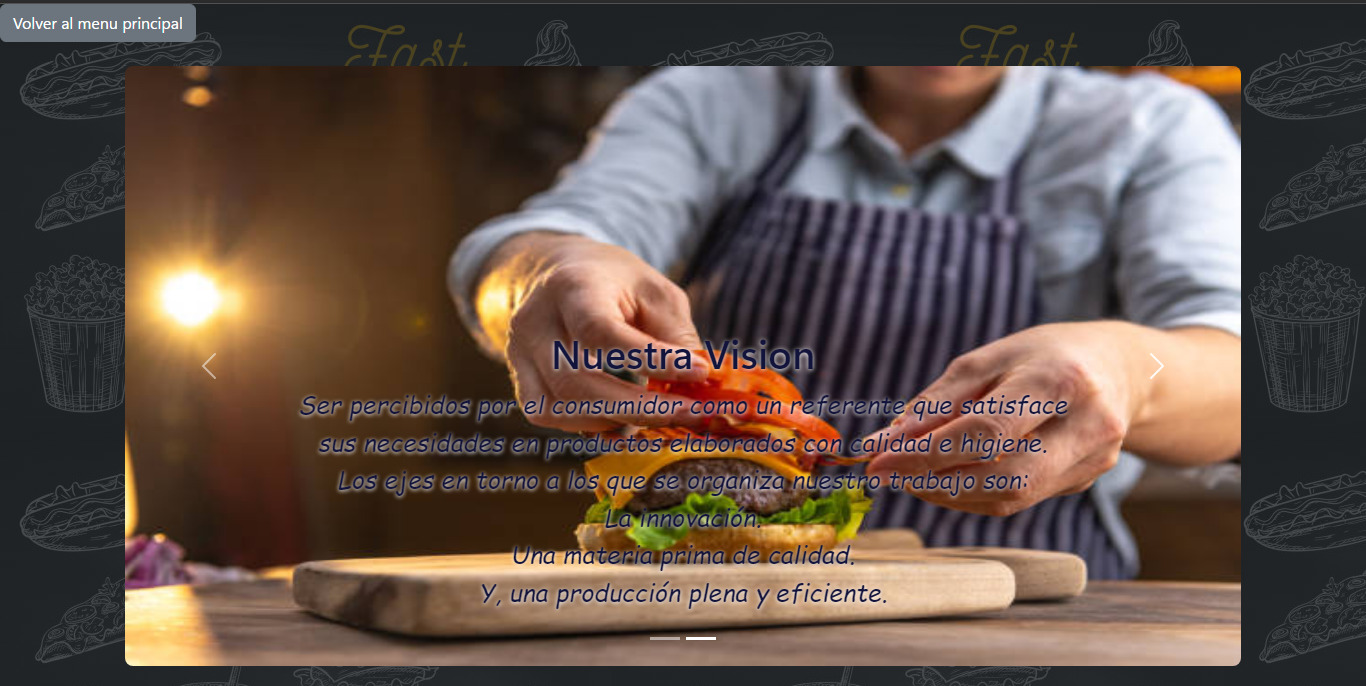 Volver al menu principal
Fast Fast
Nuestra Vision
Ser percibidos por el consumidor como un referente que satisface
sus necesidades en productos elaborados con calidad e higiene.
Los ejes en torno a los que se organiza nuestro trabajo son:
La innovación.
Una materia prima de calidad.
Y, una producción plena y eficiente.